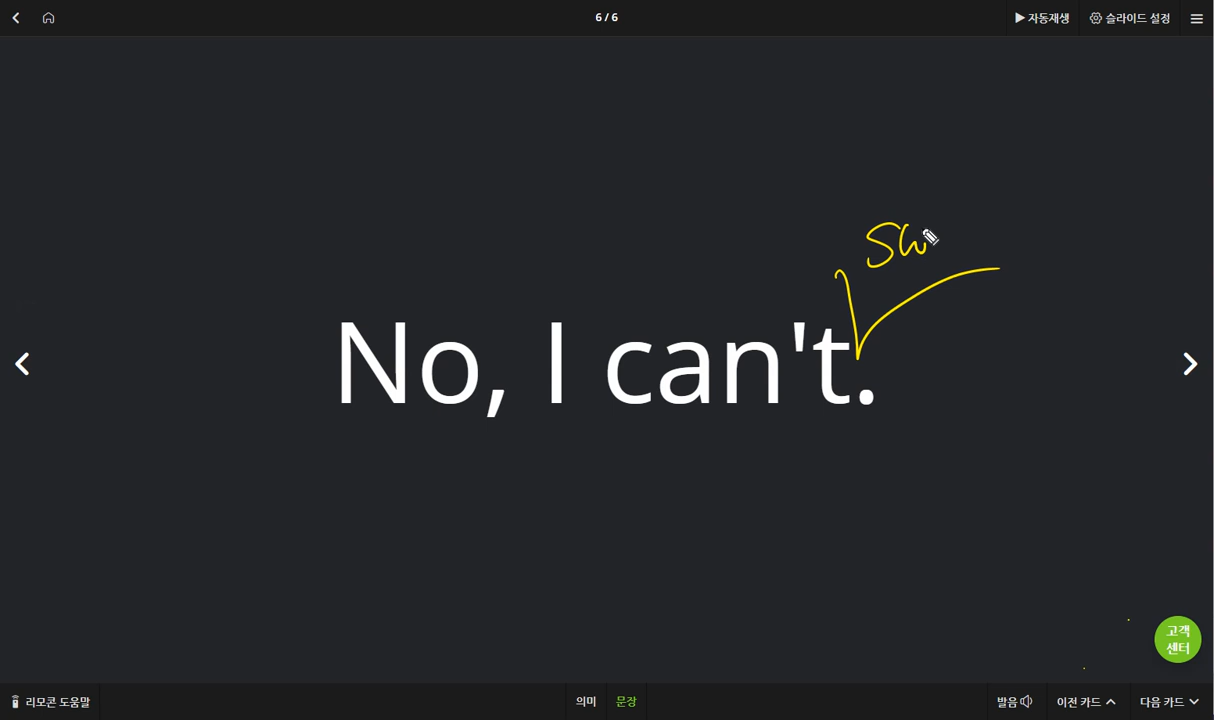 6 / 6
자동재생
슬라이드 설정
sw
No, I can't.
고객
센터
리모콘 도움말
의미
문장
발음
이전 카드
다음 카드